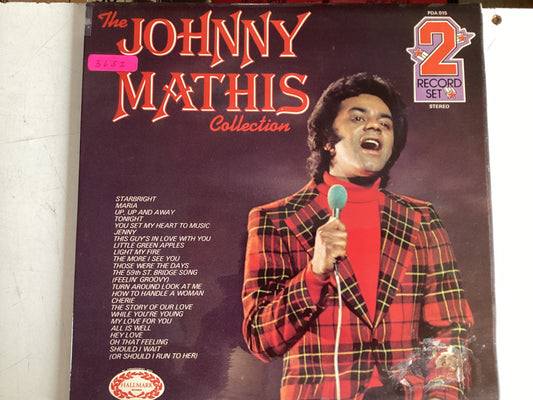 The
JOHNNY
MATHIS
Collection
3652
PDA 015
2
RECORD
SET
STEREO
STARBRIGHT
MARIA
UP, UP AND AWAY
TONIGHT
YOU SET MY HEART TO MUSIC
JENNY
THIS GUY'S IN LOVE WITH YOU
LITTLE GREEN APPLES
LIGHT MY FIRE
THE MORE I SEE YOU
THOSE WERE THE DAYS
THE 59th ST. BRIDGE SONG
(FEELIN' GROOVY)
TURN AROUND LOOK AT ME
HOW TO HANDLE A WOMAN
CHERIE
THE STORY OF OUR LOVE
WHILE YOU'RE YOUNG
MY LOVE FOR YOU
ALL IS WELL
HEY LOVE
OH THAT FEELING
SHOULD I WAIT
(OR SHOULD I RUN TO HER)
HALLMARK